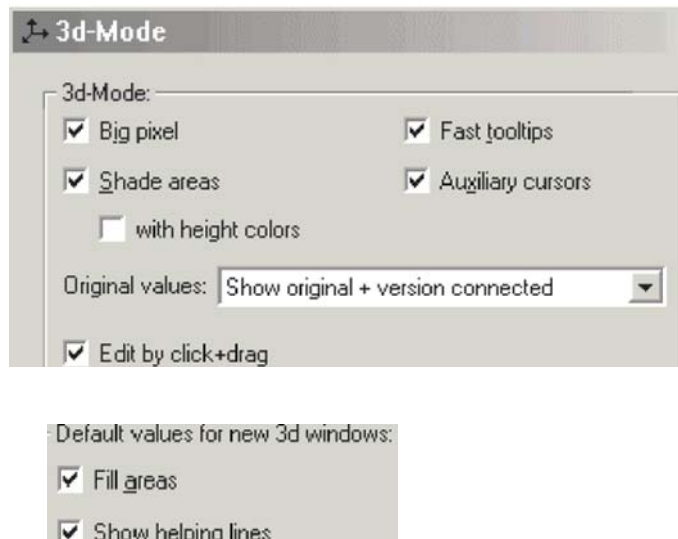 3d-Mode
3d-Mode:
Big pixel
Fast tooltips
Shade areas
Auxiliary cursors
with height colors
Original values: Show original + version connected
Edit by click+drag
Default values for new 3d windows:
Fill areas
Show helping lines